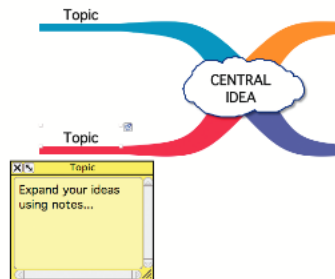 Topic
CENTRAL
IDEA
Topic
Topic
Expand your ideas
using notes...